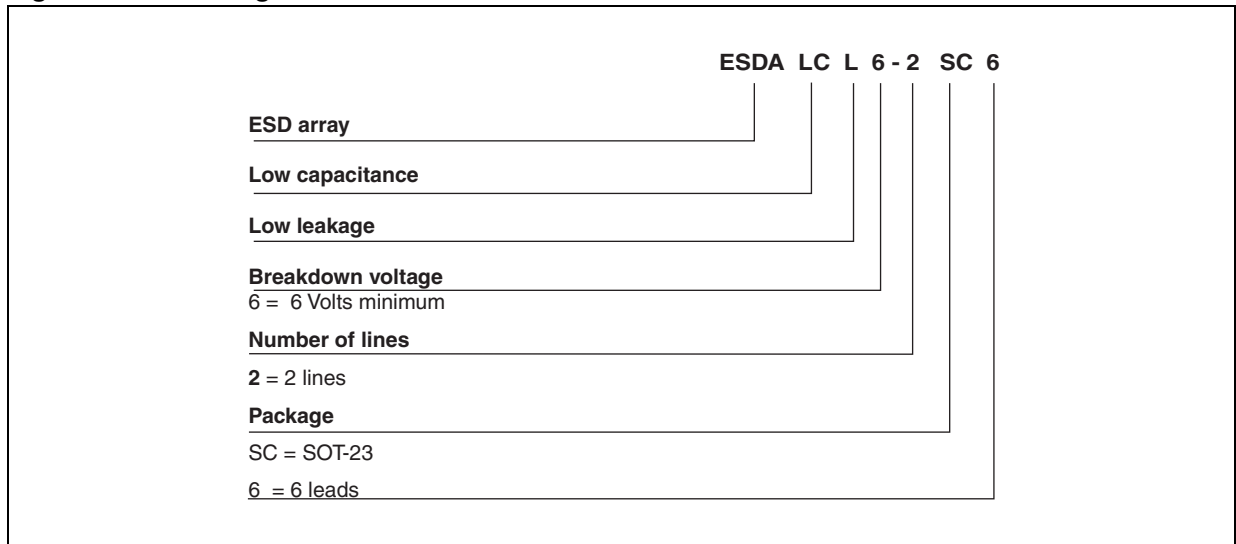 ESDA LC L 6 - 2 SC 6
ESD array
Low capacitance
Low leakage
Breakdown voltage
6 = 6 Volts minimum
Number of lines
2 = 2 lines
Package
SC = SOT-23
6 = 6 leads